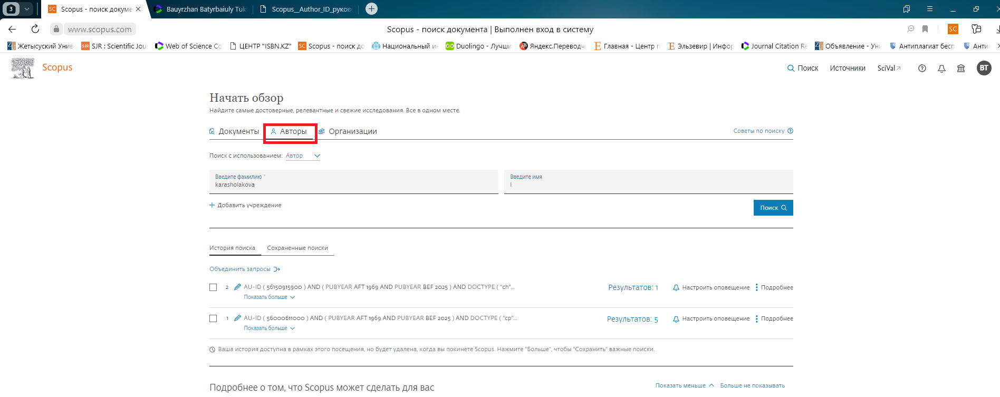 3
SC Scopus - поиск докуме
Bauyrzhan Batyrbaiuly Tukt
Scopus__Author_ID_руково
www.scopus.com
Scopus - поиск документа | Выполнен вход в систему
SC
Жетысуский Униве
SJR SJR : Scientific Jour
Web of Science Co
ЦЕНТР "ISBN.KZ"
SC Scopus - поиск до
Национальный ин
Duolingo - Лучши
Яндекс.Переводчи
Главная - Центр п
Эльзевир | Инфор
Journal Citation Re
Объявление - Уни
Антиплагиат бесп
Анти
Scopus
Поиск
Источники
SciVal
BT
Начать обзор
Найдите самые достоверные, релевантные и свежие исследования. Все в одном месте.
Документы
Авторы
Организации
Советы по поиску
Поиск с использованием: Автор
Введите фамилию *
karasholakova
Введите имя
l
Добавить учреждение
Поиск
История поиска
Сохраненные поиски
Объединить запросы
2 AU-ID ( 56150915900 ) AND ( PUBYEAR AFT 1969 AND PUBYEAR BEF 2025 ) AND DOCTYPE ( "ch"...
Результатов: 1
Настроить оповещение
Подробнее
Показать больше
1 AU-ID ( 56000611000 ) AND ( PUBYEAR AFT 1969 AND PUBYEAR BEF 2025 ) AND DOCTYPE ( "cp"...
Результатов: 5
Настроить оповещение
Подробнее
Показать больше
Ваша история доступна в рамках этого посещения, но будет удалена, когда вы покинете Scopus. Нажмите "Больше", чтобы "Сохранить" важные поиски.
Подробнее о том, что Scopus может сделать для вас
Показать меньше
Больше не показывать